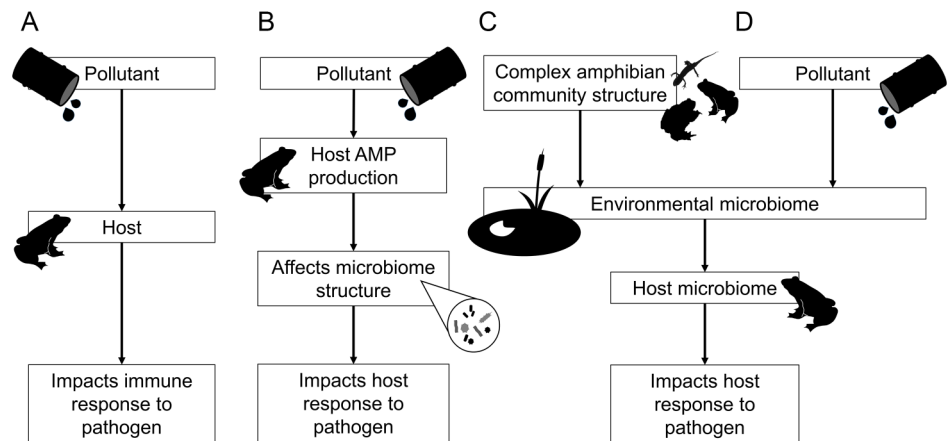 A
Pollutant
Host
Impacts immune
response to
pathogen
B
Pollutant
Host AMP
production
Affects microbiome
structure
Impacts host
response to
pathogen
C
Complex amphibian
community structure
D
Pollutant
Environmental microbiome
Host microbiome
Impacts host
response to
pathogen